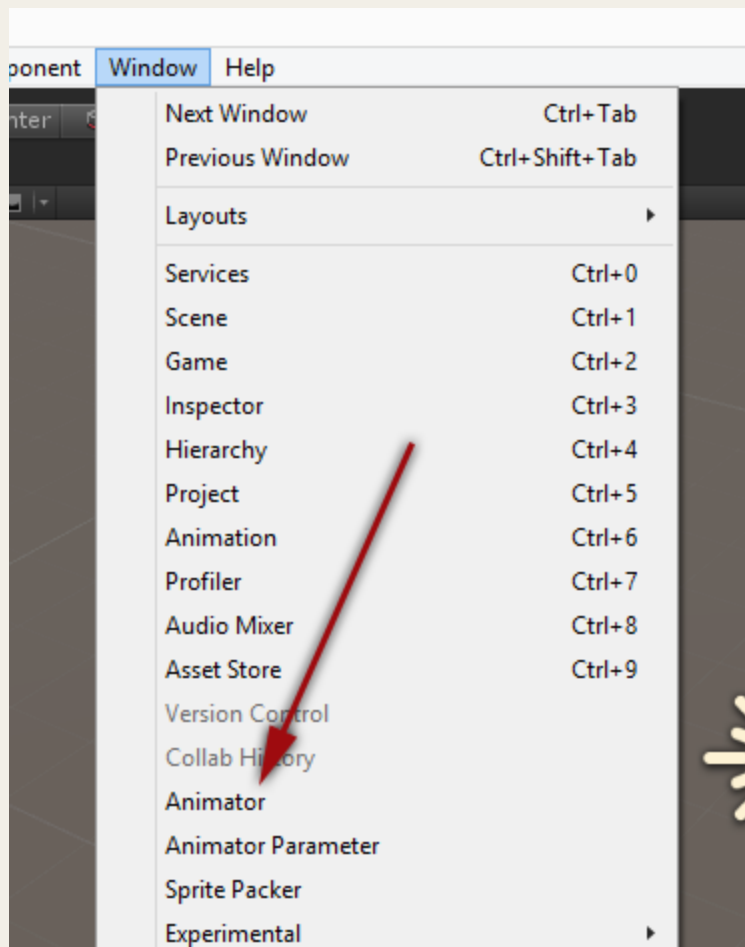 ponent Window Help
nter
Next Window Ctrl+Tab
Previous Window Ctrl+Shift+Tab
Layouts
Services Ctrl+0
Scene Ctrl+1
Game Ctrl+2
Inspector Ctrl+3
Hierarchy Ctrl+4
Project Ctrl+5
Animation Ctrl+6
Profiler Ctrl+7
Audio Mixer Ctrl+8
Asset Store Ctrl+9
Version Control
Collab History
Animator
Animator Parameter
Sprite Packer
Experimental